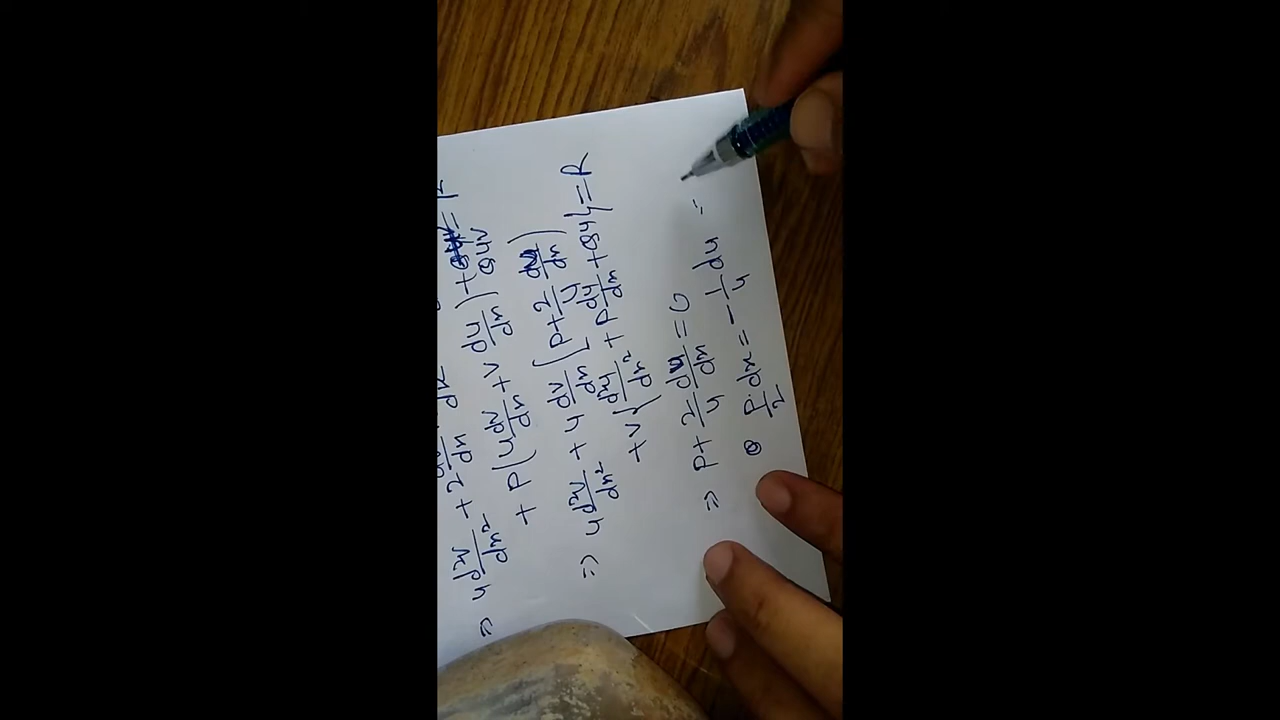 ⇒ u d²v/dx² + 2 du/dx · dv/dx
+ P(u dv/dx + v du/dx) + Quv = R
⇒ u d²v/dx² + u dv/dx [P + 2/u du/dx]
+ v{d²u/dx² + P du/dx + Qu} = R
⇒ P + 2/u du/dx = 0
P/2 dx = -1/u du =